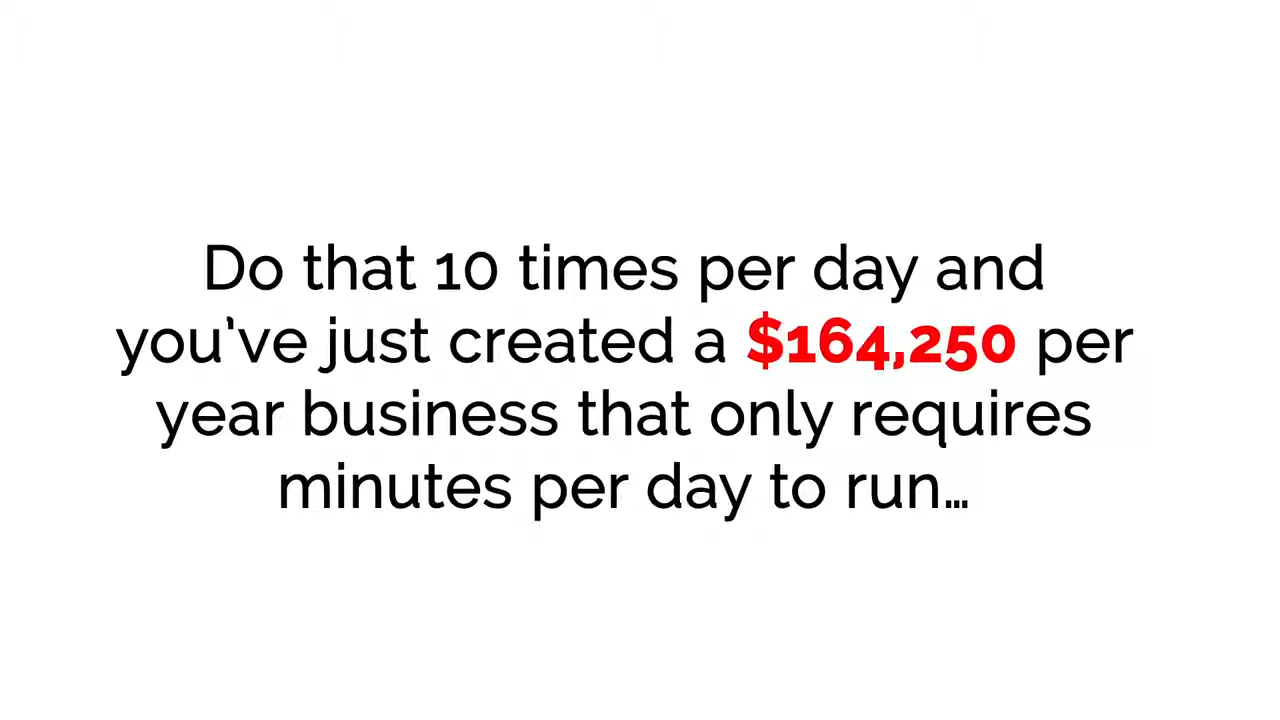 Do that 10 times per day and
you've just created a $164,250 per
year business that only requires
minutes per day to run...